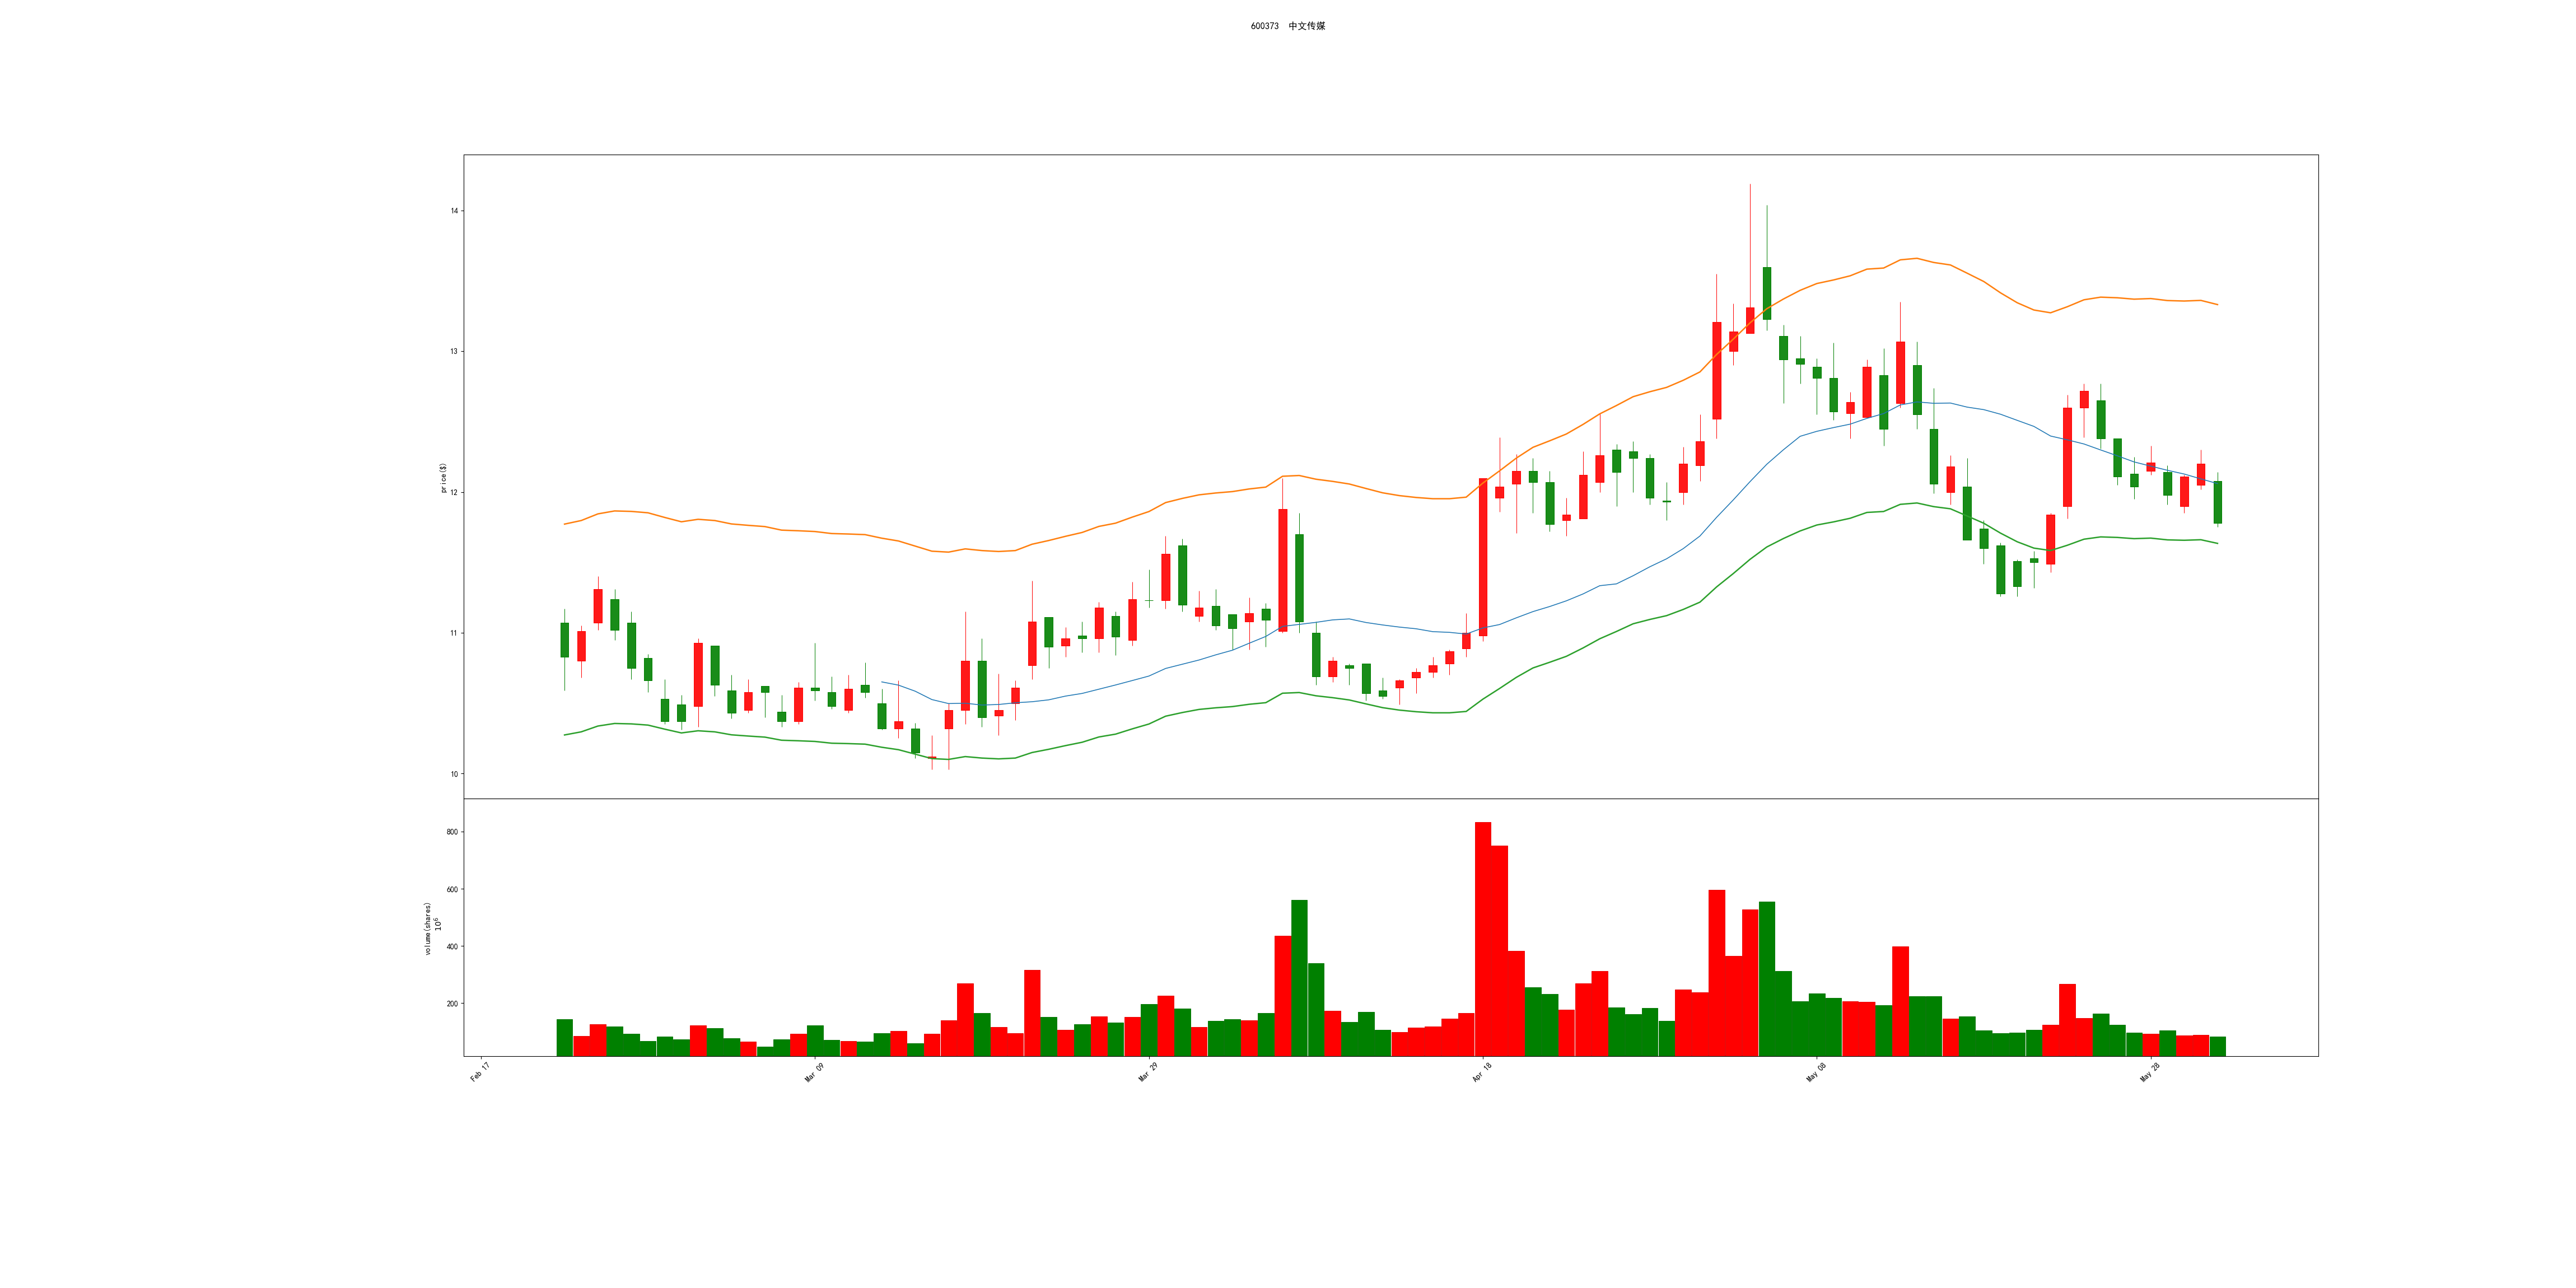 600373 中文传媒
price($)
14
13
12
11
10
volume(shares)
10^6
800
600
400
200
Feb 17
Mar 09
Mar 29
Apr 18
May 08
May 28